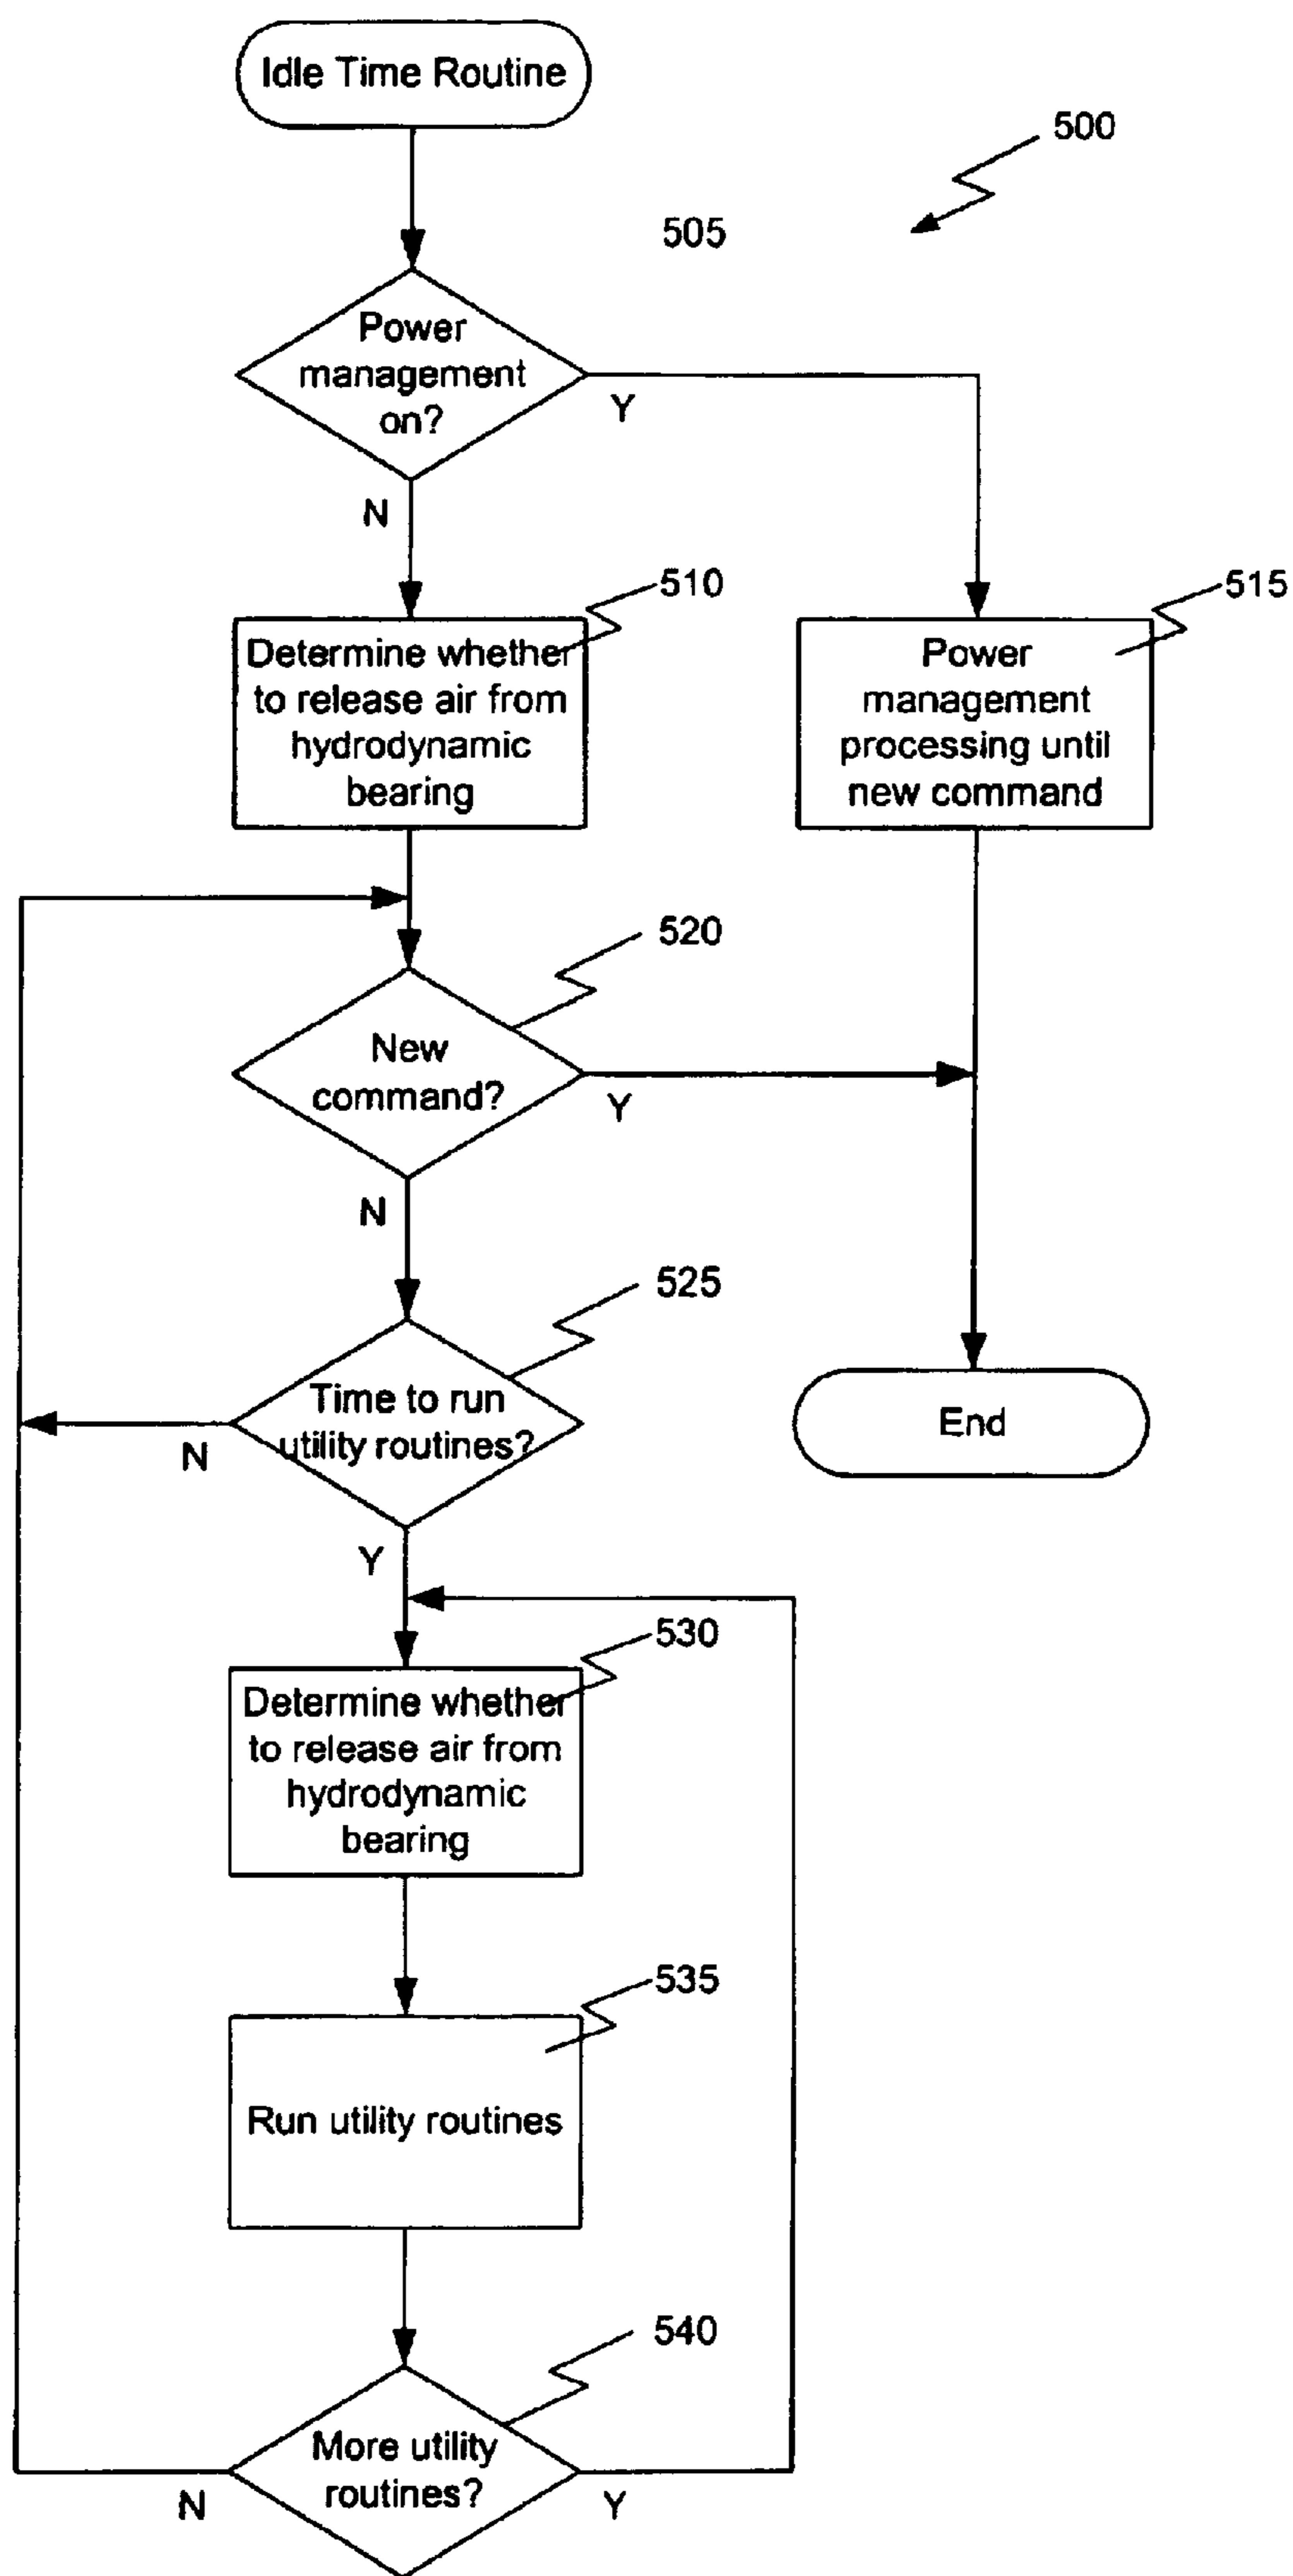 Idle Time Routine
500
505
Power
management
on?
Y
N
510
515
Determine whether
to release air from
hydrodynamic
bearing
Power
management
processing until
new command
520
New
command?
Y
N
525
Time to run
utility routines?
N
End
Y
530
Determine whether
to release air from
hydrodynamic
bearing
535
Run utility routines
540
More utility
routines?
N
Y